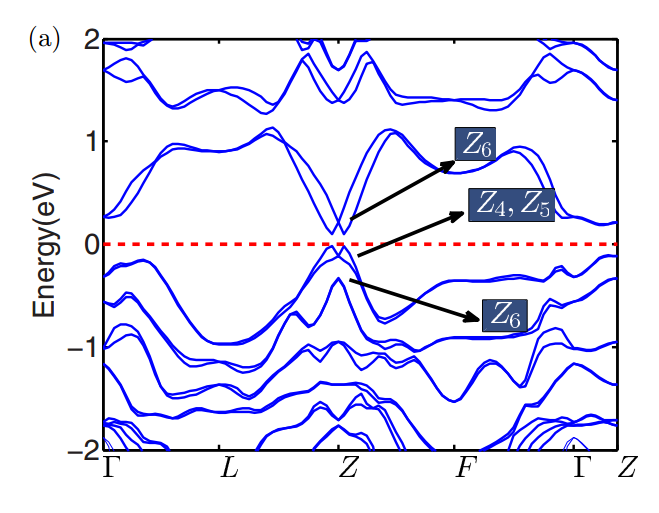 (a)
2
1
0
−1
−2
Energy(eV)
Z₆
Z₄, Z₅
Z₆
Γ L Z F Γ Z